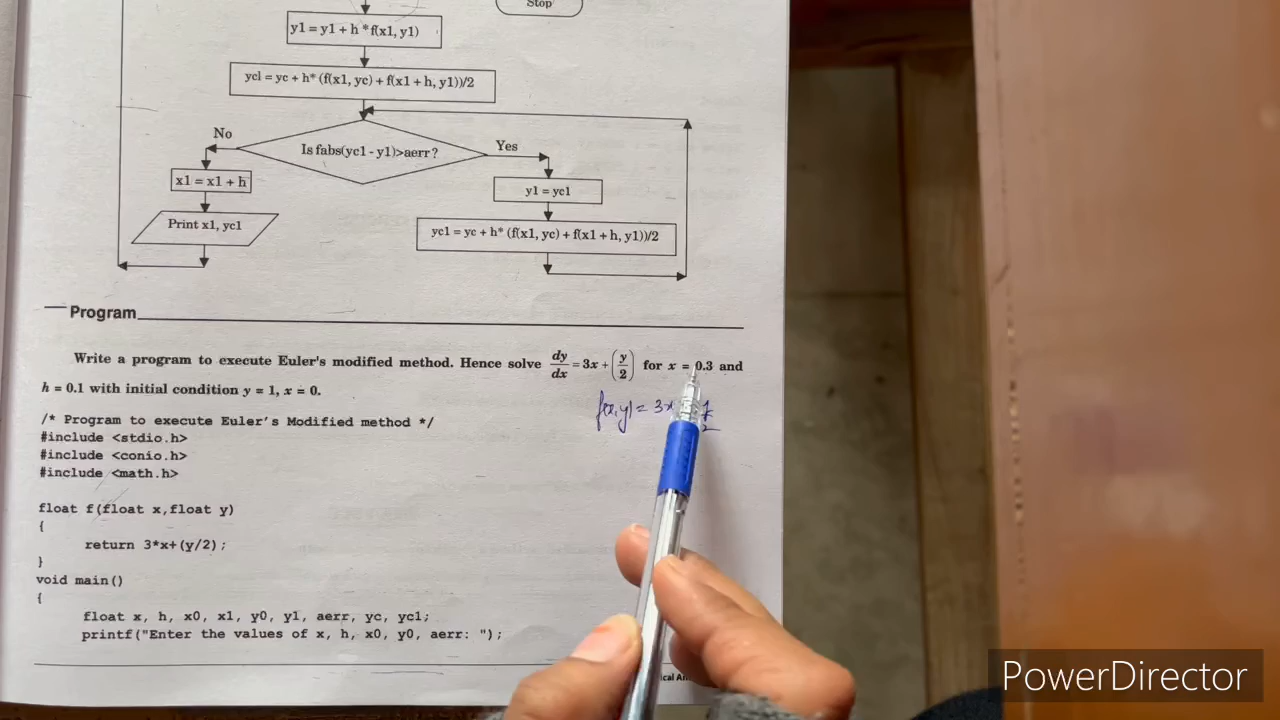 Stop
y1 = y1 + h * f(x1, y1)
ycl = yc + h* (f(x1, yc) + f(x1 + h, y1))/2
No
Is fabs(yc1 - y1)>aerr?
Yes
x1 = x1 + h
y1 = yc1
Print x1, yc1
yc1 = yc + h* (f(x1, yc) + f(x1 + h, y1))/2
Program
Write a program to execute Euler's modified method. Hence solve dy/dx = 3x + (y/2) for x = 0.3 and
h = 0.1 with initial condition y = 1, x = 0.
f(x,y) = 3x y/2
/* Program to execute Euler's Modified method */
#include <stdio.h>
#include <conio.h>
#include <math.h>
float f(float x,float y)
{
return 3*x+(y/2);
}
void main()
{
float x, h, x0, x1, y0, y1, aerr, yc, yc1;
printf("Enter the values of x, h, x0, y0, aerr: ");
PowerDirector